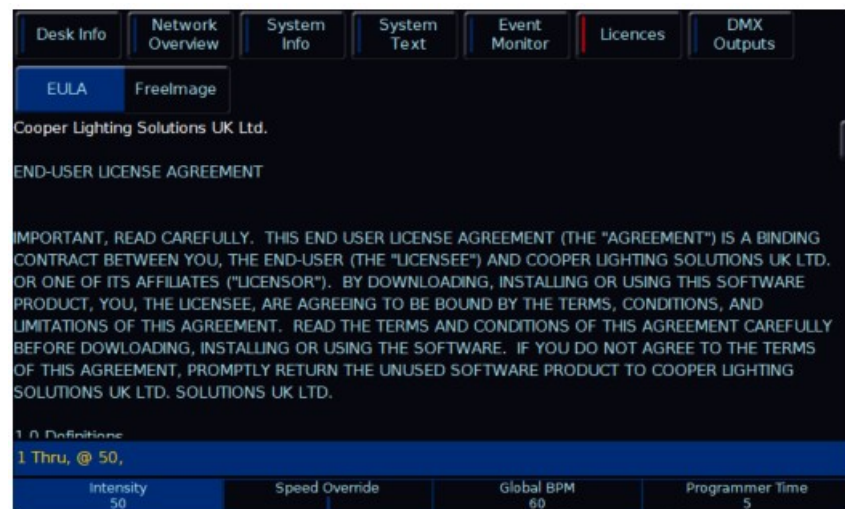 Desk Info
Network
Overview
System
Info
System
Text
Event
Monitor
Licences
DMX
Outputs
EULA
FreeImage
Cooper Lighting Solutions UK Ltd.
END-USER LICENSE AGREEMENT
IMPORTANT, READ CAREFULLY. THIS END USER LICENSE AGREEMENT (THE "AGREEMENT") IS A BINDING
CONTRACT BETWEEN YOU, THE END-USER (THE "LICENSEE") AND COOPER LIGHTING SOLUTIONS UK LTD.
OR ONE OF ITS AFFILIATES ("LICENSOR"). BY DOWNLOADING, INSTALLING OR USING THIS SOFTWARE
PRODUCT, YOU, THE LICENSEE, ARE AGREEING TO BE BOUND BY THE TERMS, CONDITIONS, AND
LIMITATIONS OF THIS AGREEMENT. READ THE TERMS AND CONDITIONS OF THIS AGREEMENT CAREFULLY
BEFORE DOWLOADING, INSTALLING OR USING THE SOFTWARE. IF YOU DO NOT AGREE TO THE TERMS
OF THIS AGREEMENT, PROMPTLY RETURN THE UNUSED SOFTWARE PRODUCT TO COOPER LIGHTING
SOLUTIONS UK LTD. SOLUTIONS UK LTD.
1.0 Definitions
1 Thru, @ 50,
Intensity
50
Speed Override
Global BPM
60
Programmer Time
5